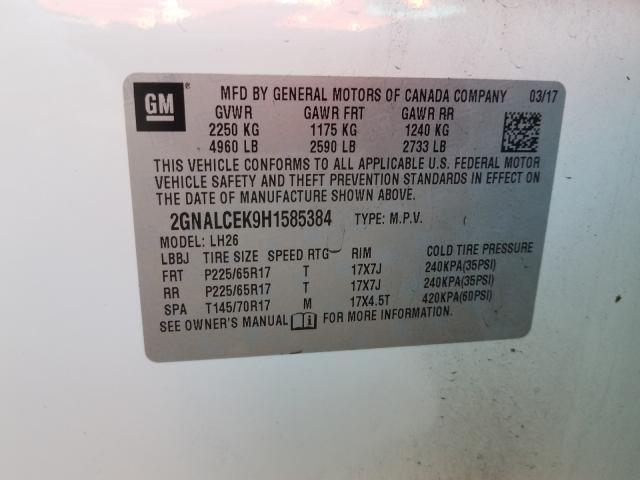 GM ® MFD BY GENERAL MOTORS OF CANADA COMPANY 03/17
GVWR GAWR FRT GAWR RR
2250 KG 1175 KG 1240 KG
4960 LB 2590 LB 2733 LB
THIS VEHICLE CONFORMS TO ALL APPLICABLE U.S. FEDERAL MOTOR
VEHICLE SAFETY AND THEFT PREVENTION STANDARDS IN EFFECT ON
THE DATE OF MANUFACTURE SHOWN ABOVE.
2GNALCEK9H1585384 TYPE: M.P.V.
MODEL: LH26
LBBJ TIRE SIZE SPEED RTG RIM COLD TIRE PRESSURE
FRT P225/65R17 T 17X7J 240KPA(35PSI)
RR P225/65R17 T 17X7J 240KPA(35PSI)
SPA T145/70R17 M 17X4.5T 420KPA(60PSI)
SEE OWNER'S MANUAL FOR MORE INFORMATION.